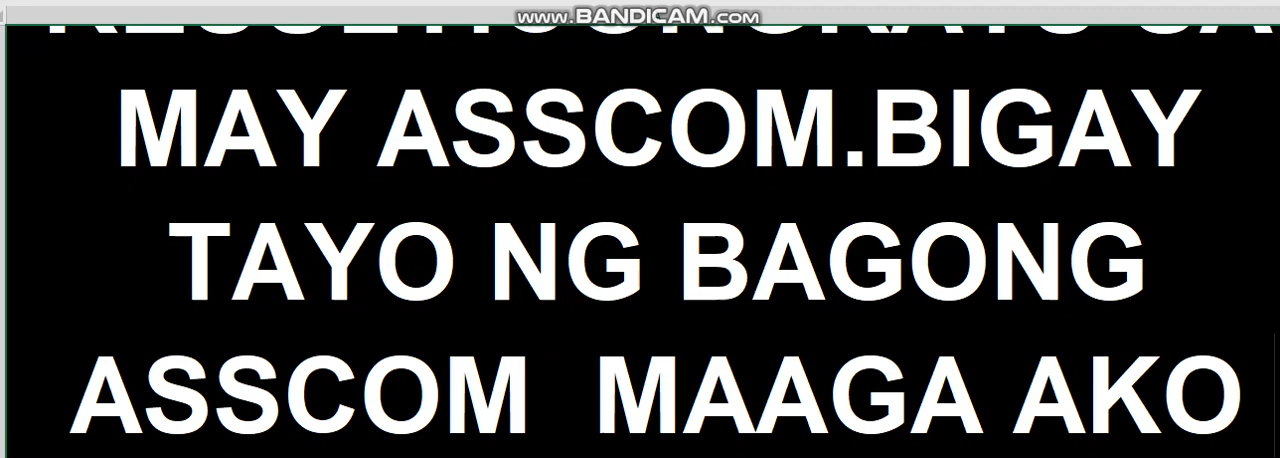 www.BANDICAM.com
MAY ASSCOM.BIGAY
TAYO NG BAGONG
ASSCOM  MAAGA AKO